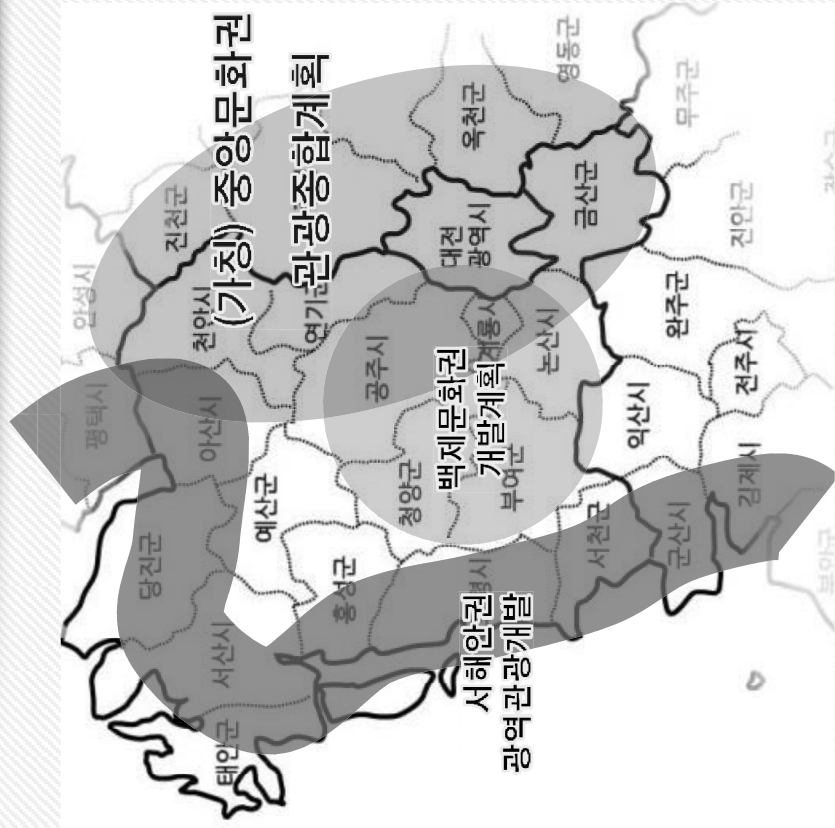 (가칭) 중앙문화권
관광종합계획
백제문화권
개발계획
서해안권
광역관광개발
안성시
진천군
평택시
천안시
연기군
옥천군
영동군
아산시
공주시
대전
광역시
금산군
무주군
당진군
예산군
청양군
계룡시
논산시
부여군
서산시
홍성군
태안군
서천군
익산시
완주군
진안군
전주시
군산시
김제시